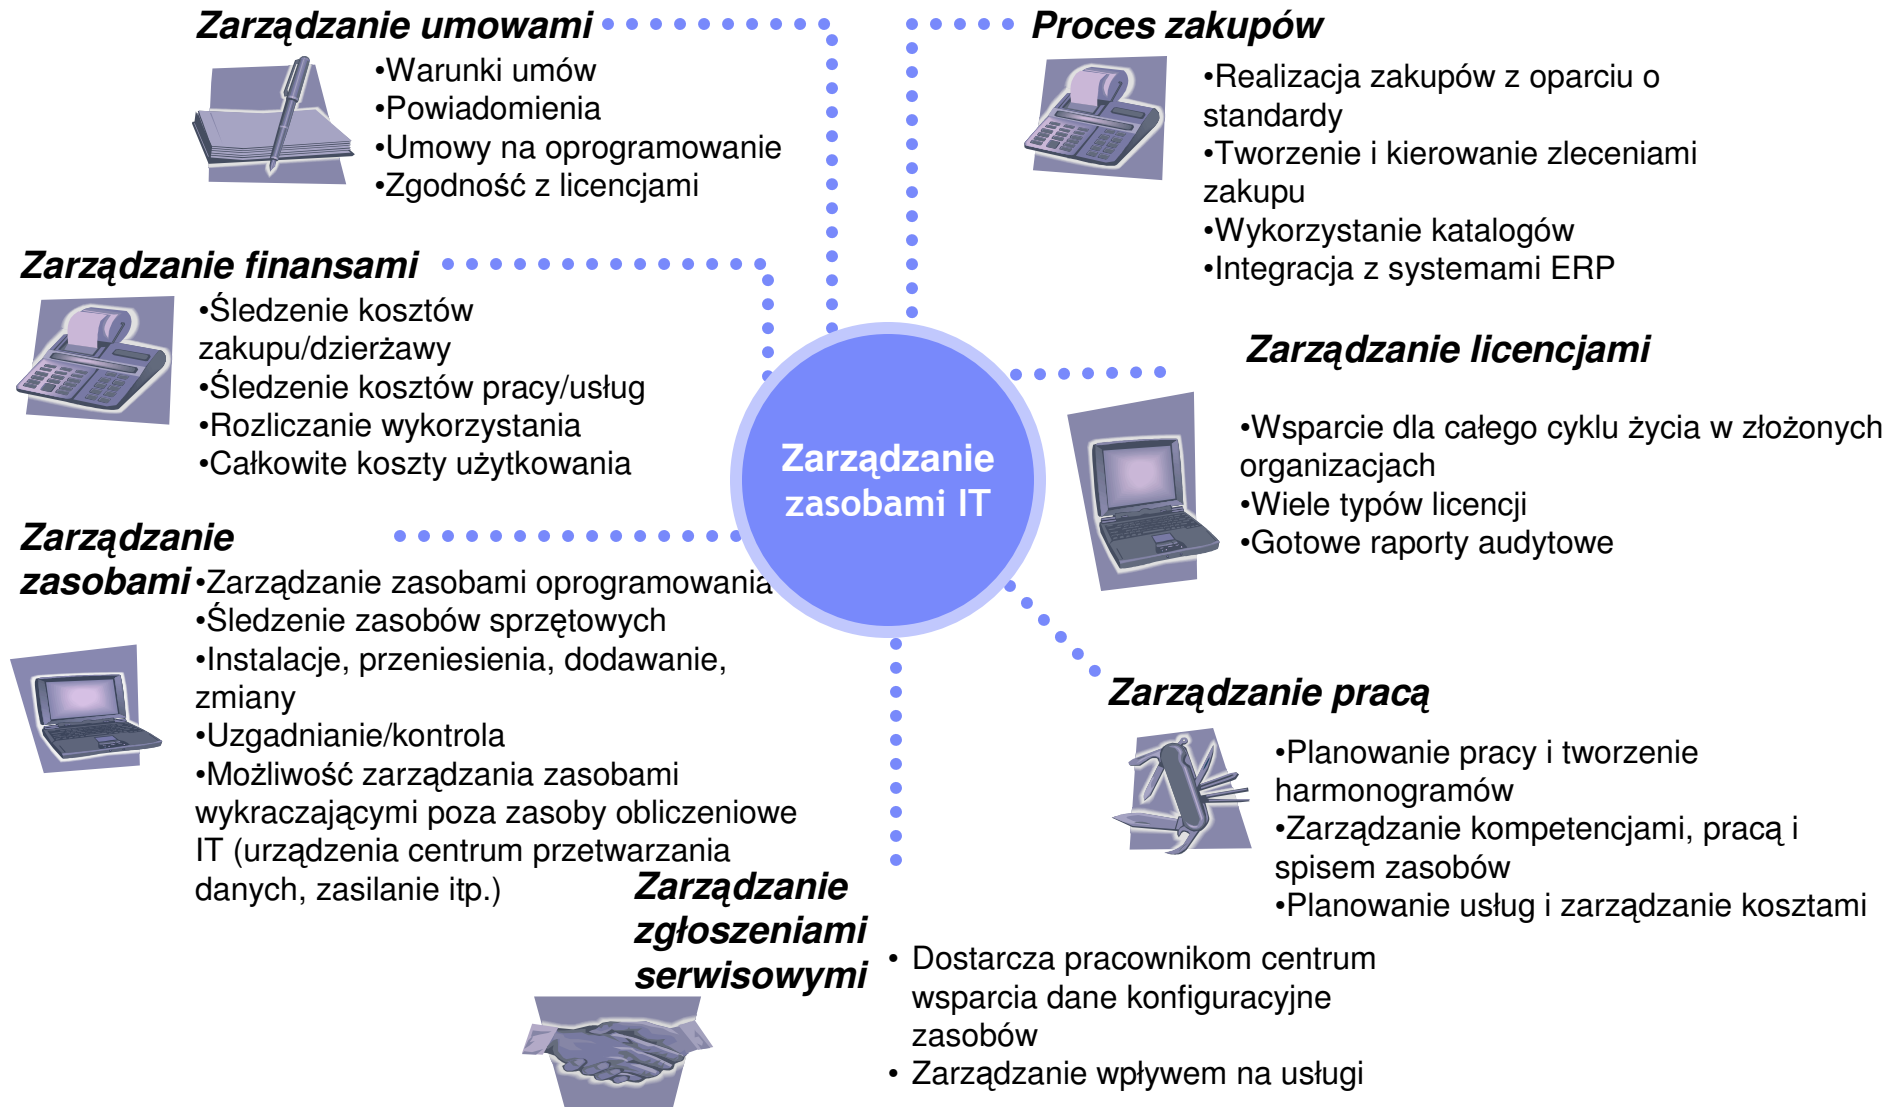 Zarządzanie umowami
•Warunki umów
•Powiadomienia
•Umowy na oprogramowanie
•Zgodność z licencjami
Proces zakupów
•Realizacja zakupów z oparciu o
standardy
•Tworzenie i kierowanie zleceniami
zakupu
•Wykorzystanie katalogów
•Integracja z systemami ERP
Zarządzanie finansami
•Śledzenie kosztów
zakupu/dzierżawy
•Śledzenie kosztów pracy/usług
•Rozliczanie wykorzystania
•Całkowite koszty użytkowania
Zarządzanie licencjami
•Wsparcie dla całego cyklu życia w złożonych
organizacjach
•Wiele typów licencji
•Gotowe raporty audytowe
Zarządzanie
zasobami IT
Zarządzanie
zasobami
•Zarządzanie zasobami oprogramowania
•Śledzenie zasobów sprzętowych
•Instalacje, przeniesienia, dodawanie,
zmiany
•Uzgadnianie/kontrola
•Możliwość zarządzania zasobami
wykraczającymi poza zasoby obliczeniowe
IT (urządzenia centrum przetwarzania
danych, zasilanie itp.)
Zarządzanie pracą
•Planowanie pracy i tworzenie
harmonogramów
•Zarządzanie kompetencjami, pracą i
spisem zasobów
•Planowanie usług i zarządzanie kosztami
Zarządzanie
zgłoszeniami
serwisowymi
• Dostarcza pracownikom centrum
wsparcia dane konfiguracyjne
zasobów
• Zarządzanie wpływem na usługi